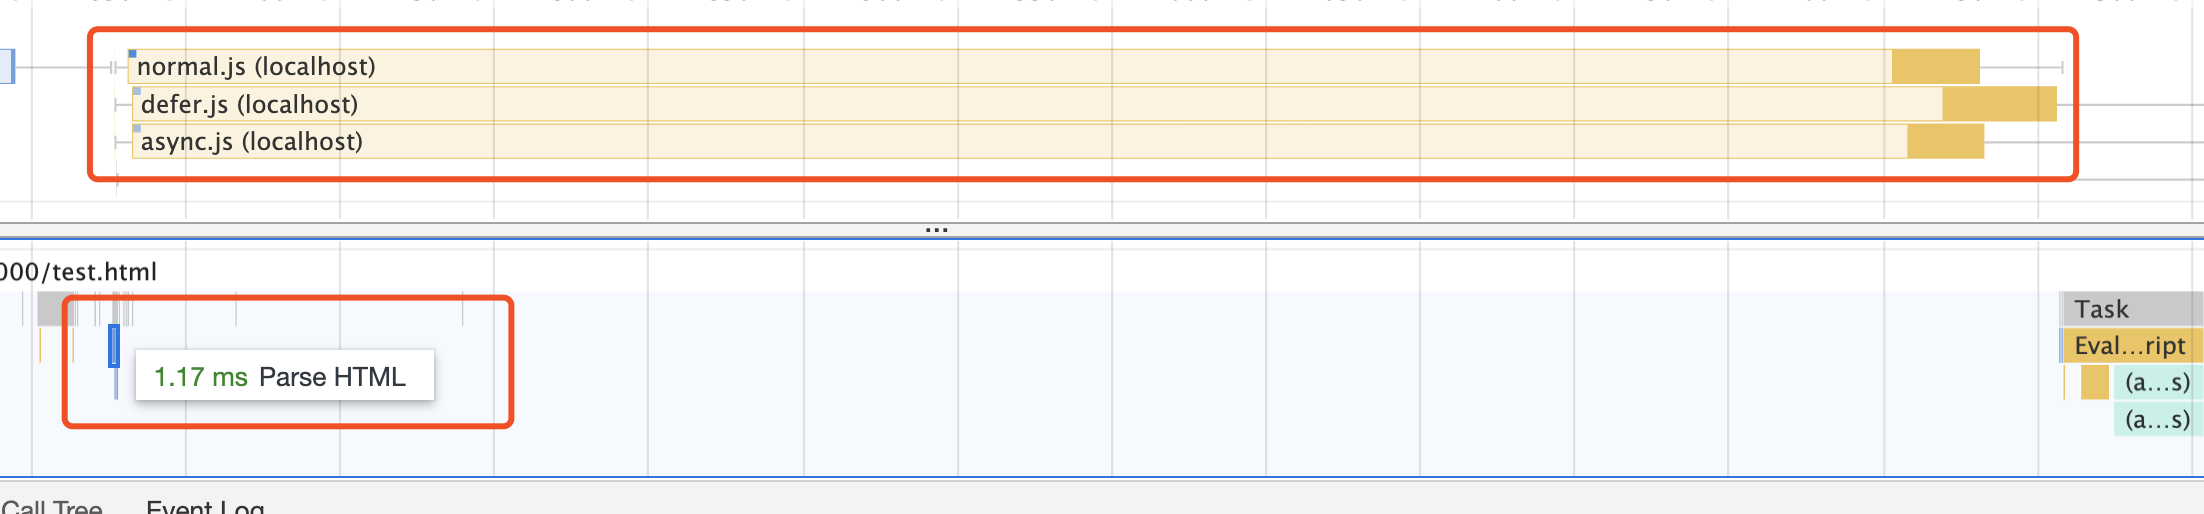 normal.js (localhost)
defer.js (localhost)
async.js (localhost)
...
000/test.html
1.17 ms Parse HTML
Task
Eval...ript
(a...s)
(a...s)
Call Tree Event Log